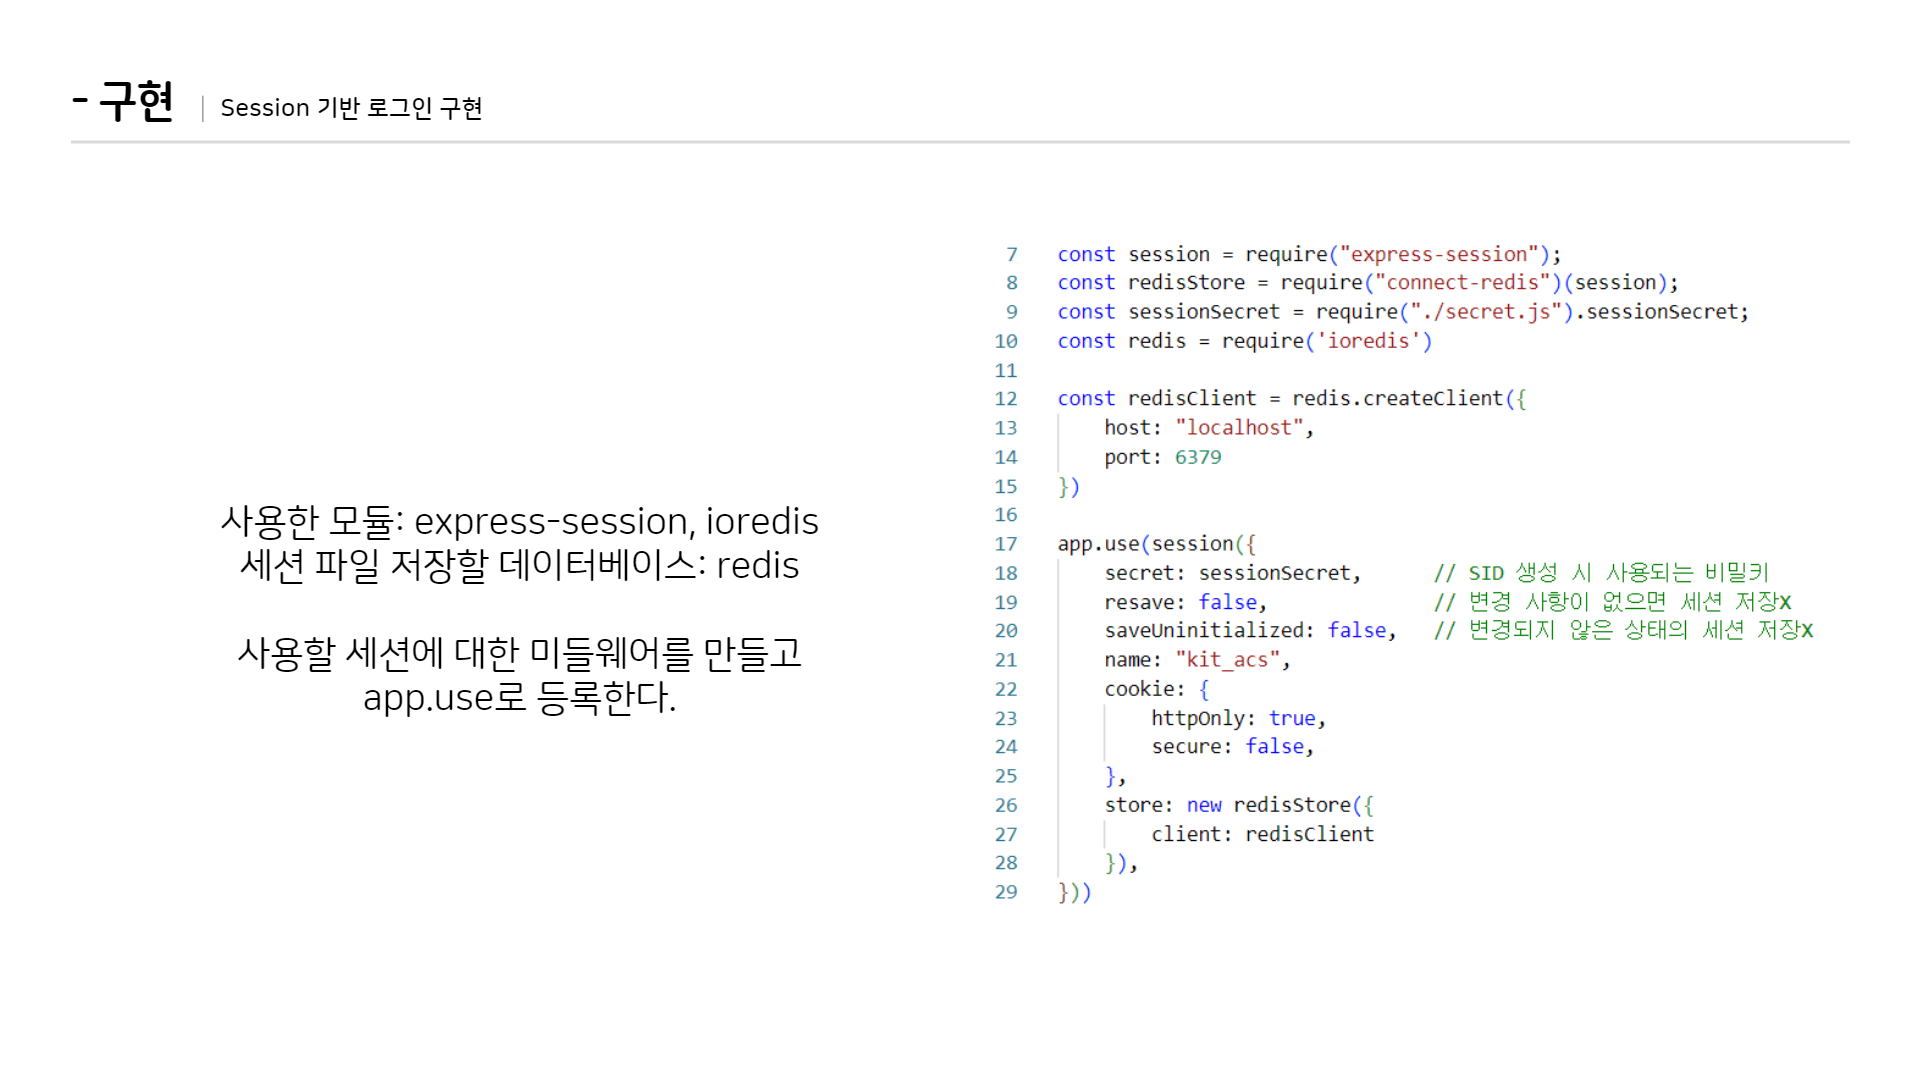 - 구현 | Session 기반 로그인 구현
사용한 모듈: express-session, ioredis
세션 파일 저장할 데이터베이스: redis
사용할 세션에 대한 미들웨어를 만들고
app.use로 등록한다.
7 const session = require("express-session");
8 const redisStore = require("connect-redis")(session);
9 const sessionSecret = require("./secret.js").sessionSecret;
10 const redis = require('ioredis')
11
12 const redisClient = redis.createClient({
13     host: "localhost",
14     port: 6379
15 })
16
17 app.use(session({
18     secret: sessionSecret,      // SID 생성 시 사용되는 비밀키
19     resave: false,              // 변경 사항이 없으면 세션 저장X
20     saveUninitialized: false,   // 변경되지 않은 상태의 세션 저장X
21     name: "kit_acs",
22     cookie: {
23         httpOnly: true,
24         secure: false,
25     },
26     store: new redisStore({
27         client: redisClient
28     }),
29 }))